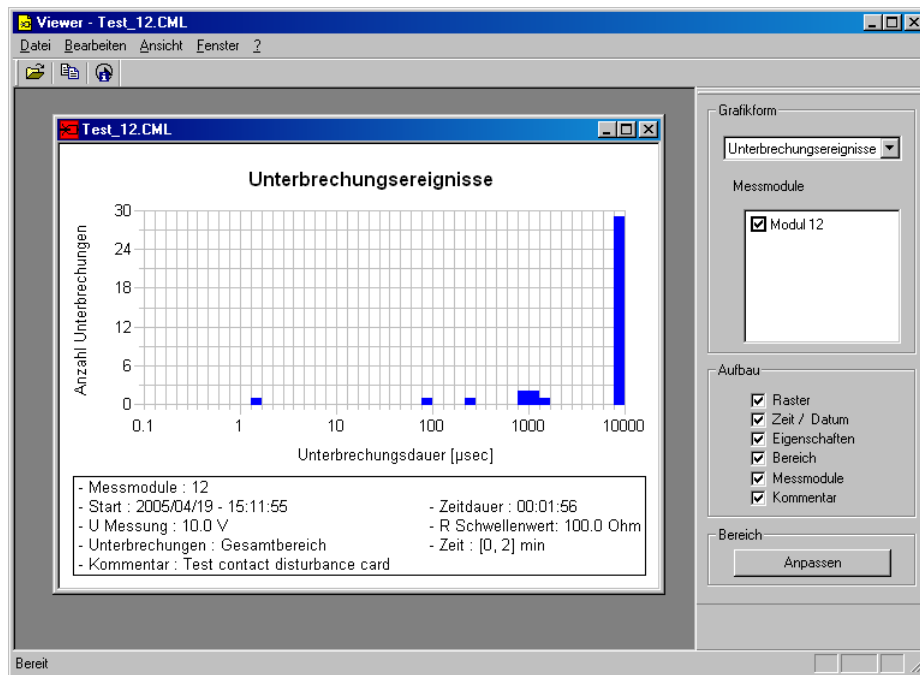 Viewer - Test_12.CML
Datei Bearbeiten Ansicht Fenster ?
Test_12.CML
Unterbrechungsereignisse
Anzahl Unterbrechungen
30
24
18
12
6
0
0.1 1 10 100 1000 10000
Unterbrechungsdauer [µsec]
- Messmodule : 12
- Start : 2005/04/19 - 15:11:55 - Zeitdauer : 00:01:56
- U Messung : 10.0 V - R Schwellenwert: 100.0 Ohm
- Unterbrechungen : Gesamtbereich - Zeit : [0, 2] min
- Kommentar : Test contact disturbance card
Grafikform
Unterbrechungsereignisse
Messmodule
Modul 12
Aufbau
Raster
Zeit / Datum
Eigenschaften
Bereich
Messmodule
Kommentar
Bereich
Anpassen
Bereit